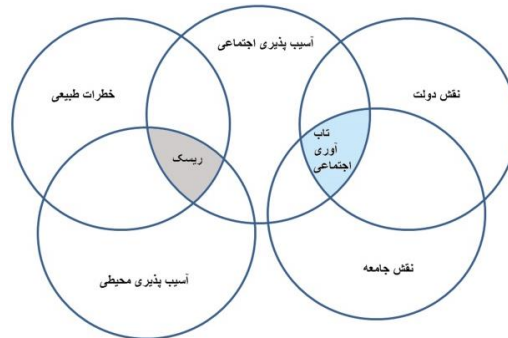 آسیب پذیری اجتماعی
خطرات طبیعی
نقش دولت
تاب
آوری
اجتماعی
ریسک
نقش جامعه
آسیب پذیری محیطی